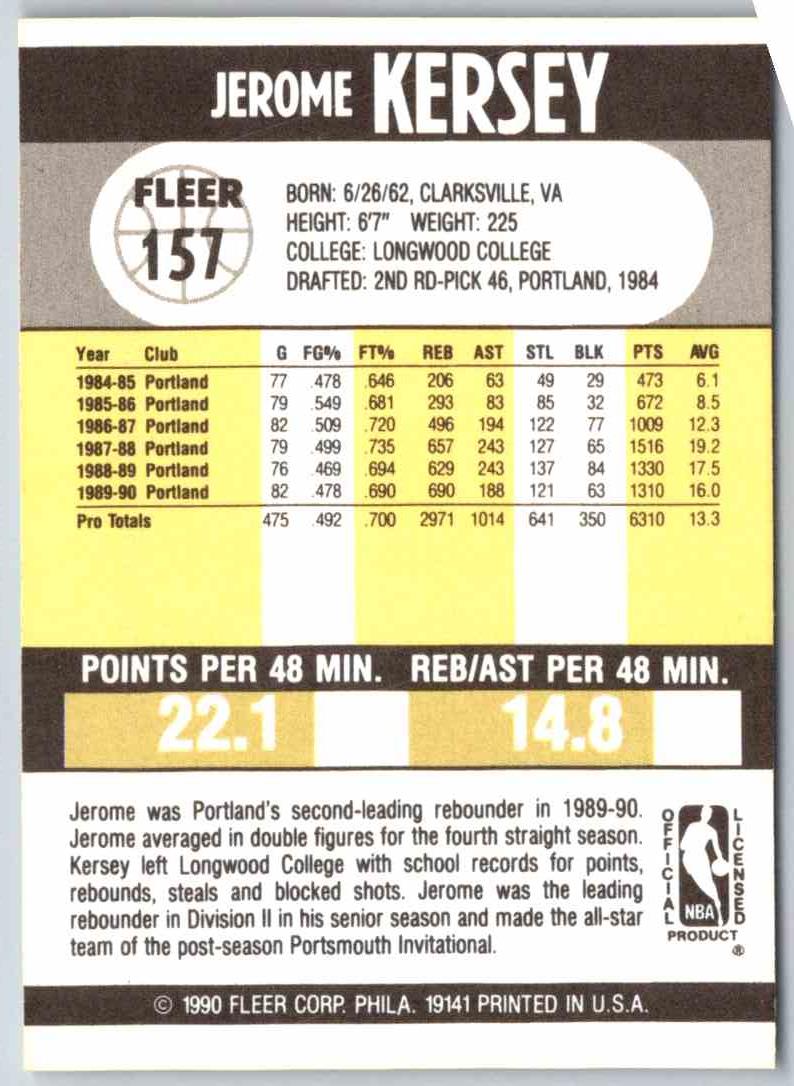 JEROME KERSEY
FLEER
157
BORN: 6/26/62, CLARKSVILLE, VA
HEIGHT: 6'7" WEIGHT: 225
COLLEGE: LONGWOOD COLLEGE
DRAFTED: 2ND RD-PICK 46, PORTLAND, 1984
Year Club G FG% FT% REB AST STL BLK PTS AVG
1984-85 Portland 77 .478 .646 206 63 49 29 473 6.1
1985-86 Portland 79 .549 .681 293 83 85 32 672 8.5
1986-87 Portland 82 .509 .720 496 194 122 77 1009 12.3
1987-88 Portland 79 .499 .735 657 243 127 65 1516 19.2
1988-89 Portland 76 .469 .694 629 243 137 84 1330 17.5
1989-90 Portland 82 .478 .690 690 188 121 63 1310 16.0
Pro Totals 475 .492 .700 2971 1014 641 350 6310 13.3
POINTS PER 48 MIN. REB/AST PER 48 MIN.
22.1 14.8
Jerome was Portland's second-leading rebounder in 1989-90.
Jerome averaged in double figures for the fourth straight season.
Kersey left Longwood College with school records for points,
rebounds, steals and blocked shots. Jerome was the leading
rebounder in Division II in his senior season and made the all-star
team of the post-season Portsmouth Invitational.
OFFICIAL
LICENSED
NBA
PRODUCT
®
© 1990 FLEER CORP. PHILA. 19141 PRINTED IN U.S.A.